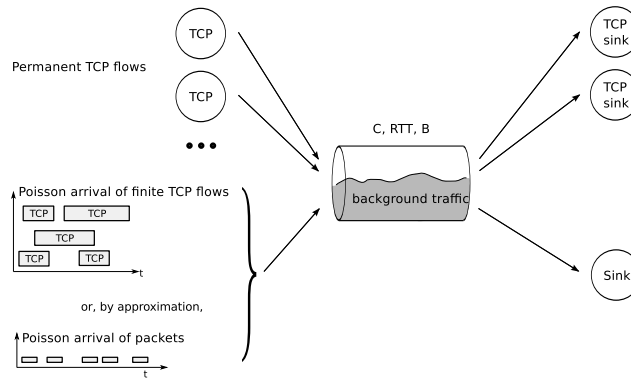 TCP
TCP
sink
Permanent TCP flows
TCP
TCP
sink
C, RTT, B
Poisson arrival of finite TCP flows
background traffic
TCP
TCP
TCP
TCP
TCP
t
Sink
or, by approximation,
Poisson arrival of packets
t